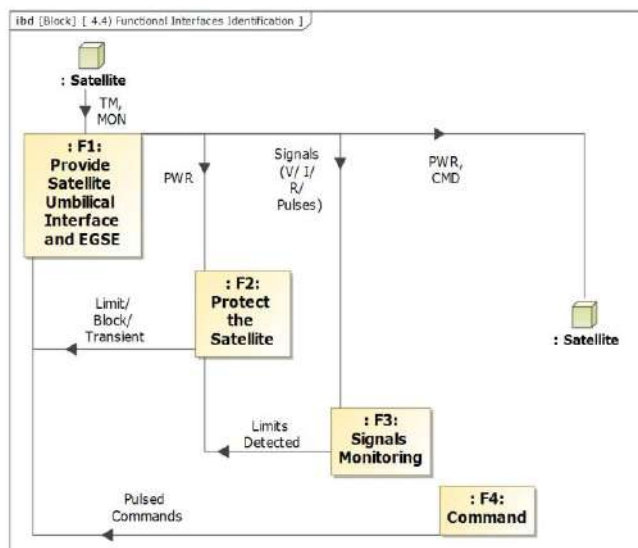 ibd [Block] [ 4.4) Functional Interfaces Identification ]
: Satellite
TM,
MON
: F1:
Provide
Satellite
Umbilical
Interface
and EGSE
PWR
Signals
(V/ I/
R/
Pulses)
PWR,
CMD
: F2:
Protect
the
Satellite
Limit/
Block/
Transient
: Satellite
: F3:
Signals
Monitoring
Limits
Detected
: F4:
Command
Pulsed
Commands